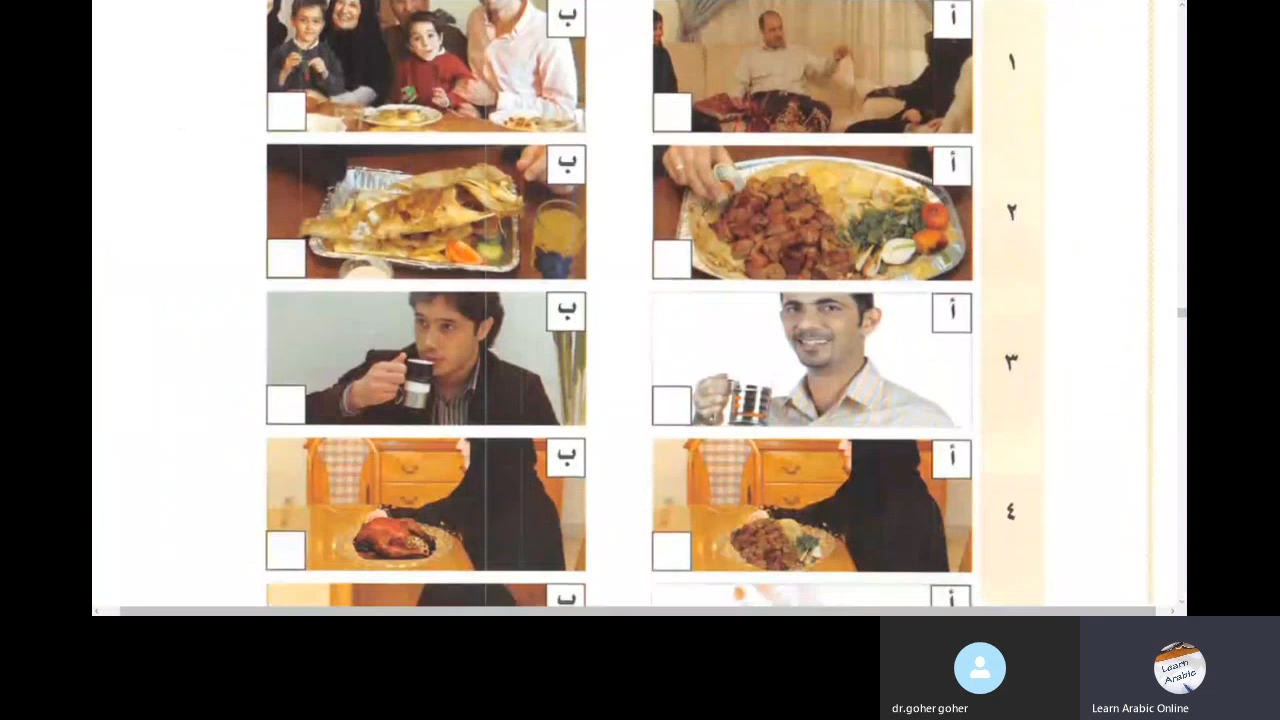 أ ب
١
أ ب
٢
أ ب
٣
أ ب
٤
أ ب
dr.goher goher
Learn Arabic
Learn Arabic Online